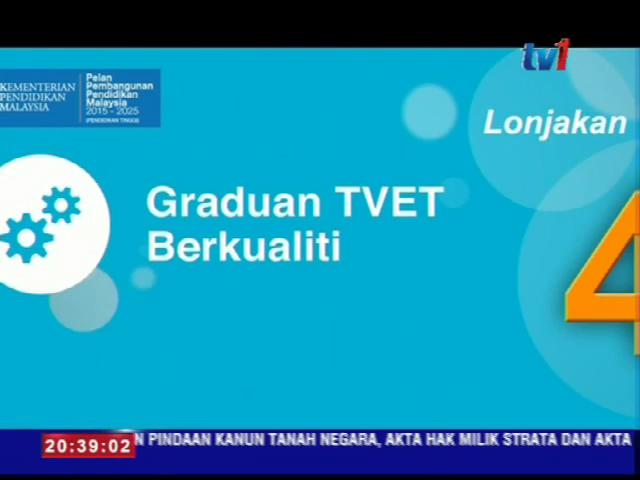 tv1
KEMENTERIAN
PENDIDIKAN
MALAYSIA
Pelan
Pembangunan
Pendidikan
Malaysia
2015 - 2025
(PENDIDIKAN TINGGI)
Lonjakan
4
Graduan TVET
Berkualiti
20:39:02
N PINDAAN KANUN TANAH NEGARA, AKTA HAK MILIK STRATA DAN AKTA